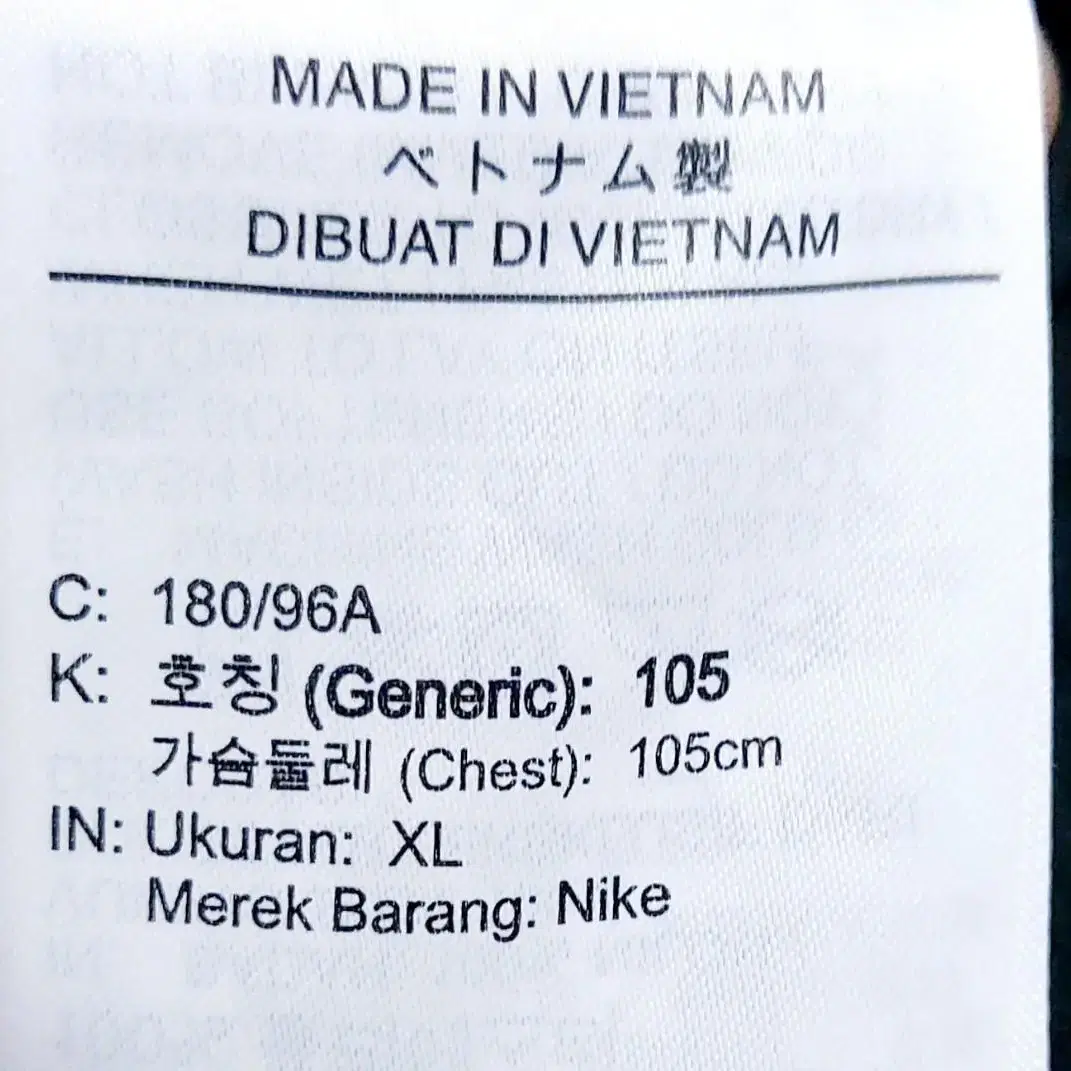 MADE IN VIETNAM
ベトナム製
DIBUAT DI VIETNAM
C: 180/96A
K: 호칭 (Generic): 105
가슴둘레 (Chest): 105cm
IN: Ukuran: XL
Merek Barang: Nike